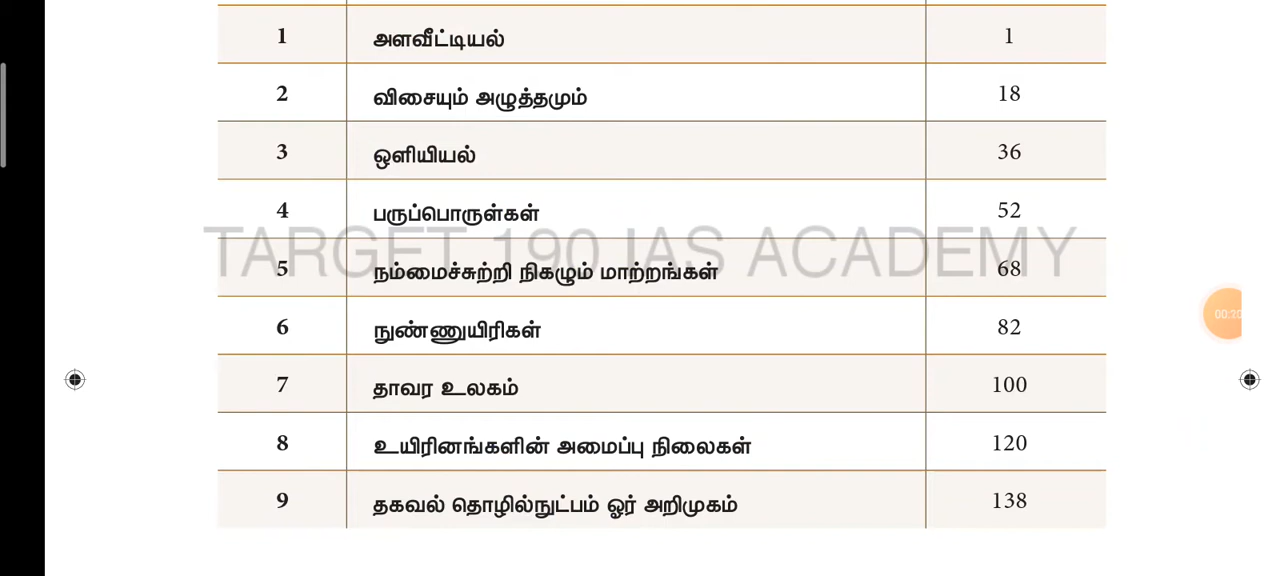 1 அளவீட்டியல் 1
2 விசையும் அழுத்தமும் 18
3 ஒளியியல் 36
4 பருப்பொருள்கள் 52
TARGET 190 IAS ACADEMY
5 நம்மைச்சுற்றி நிகழும் மாற்றங்கள் 68
6 நுண்ணுயிரிகள் 82
00:20
7 தாவர உலகம் 100
8 உயிரினங்களின் அமைப்பு நிலைகள் 120
9 தகவல் தொழில்நுட்பம் ஓர் அறிமுகம் 138